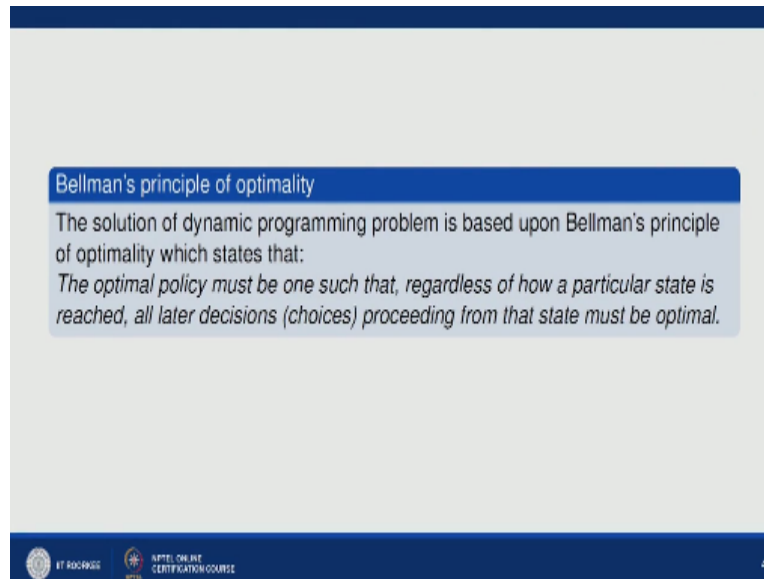 Bellman's principle of optimality
The solution of dynamic programming problem is based upon Bellman's principle
of optimality which states that:
The optimal policy must be one such that, regardless of how a particular state is
reached, all later decisions (choices) proceeding from that state must be optimal.
IIT ROORKEE
NPTEL ONLINE
CERTIFICATION COURSE
4